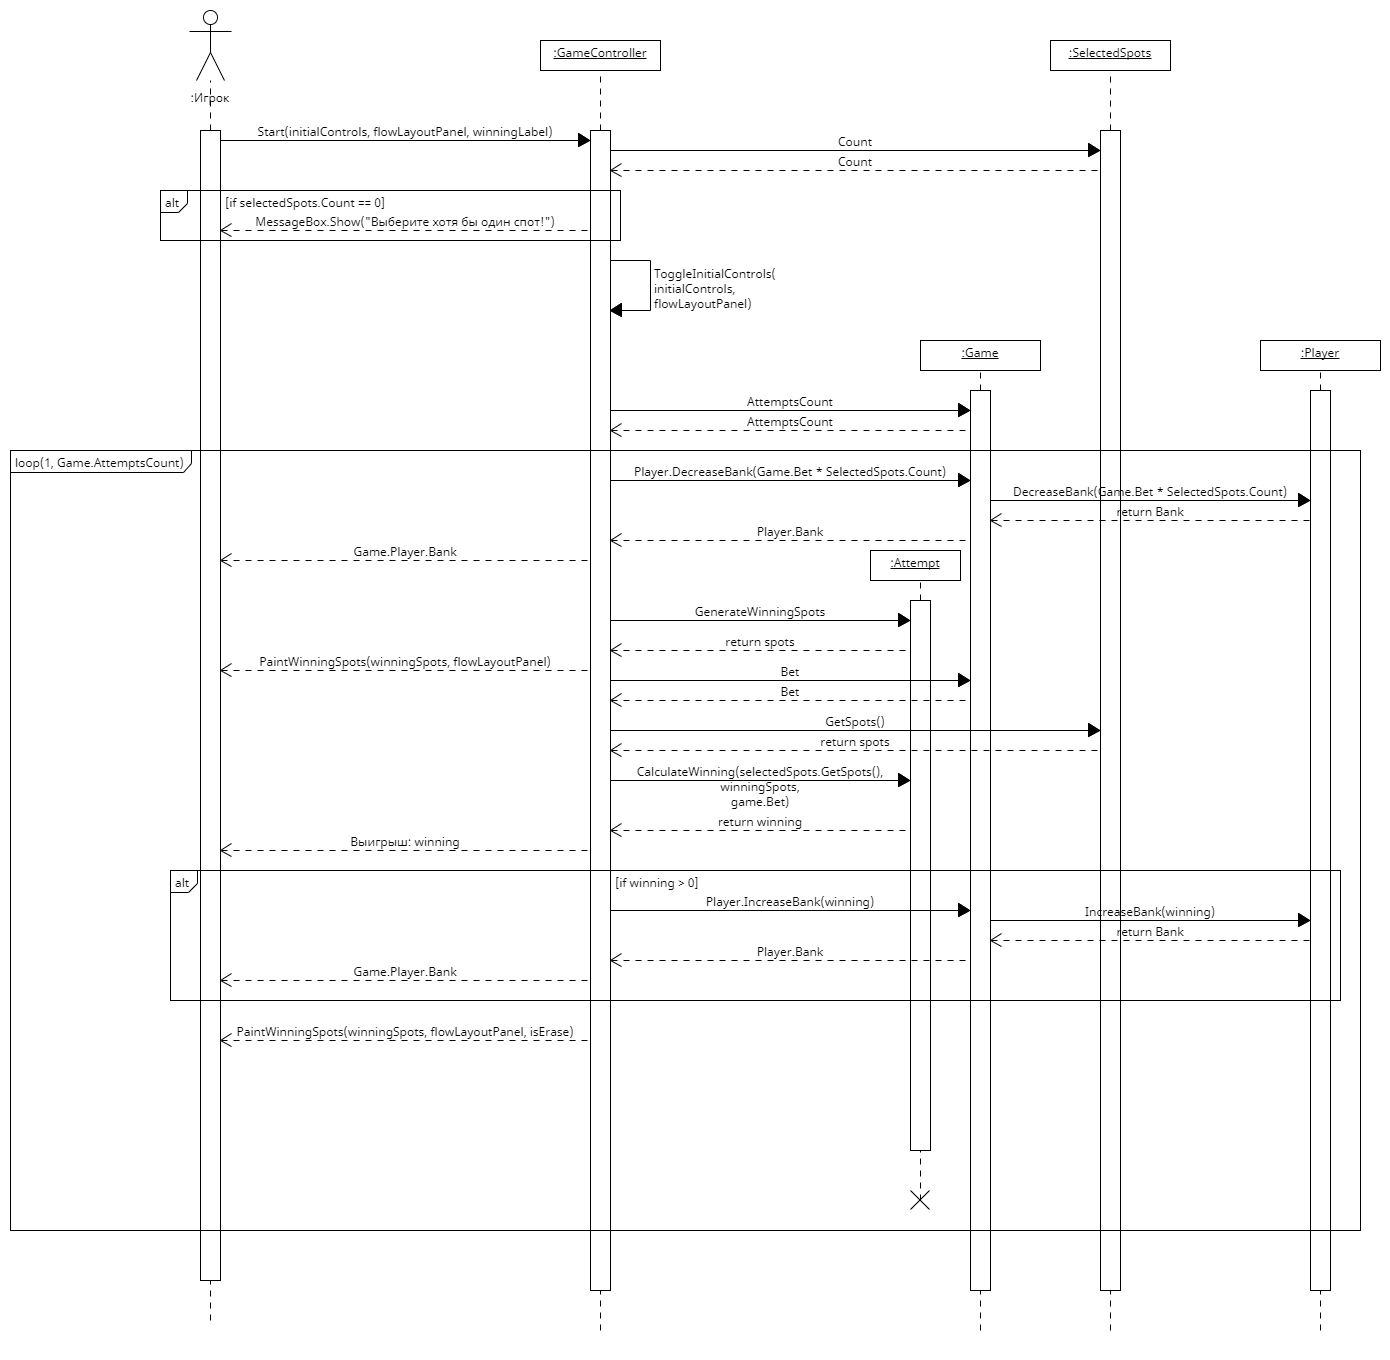 :GameController
:SelectedSpots
:Игрок
Start(initialControls, flowLayoutPanel, winningLabel)
Count
Count
alt
[if selectedSpots.Count == 0]
MessageBox.Show("Выберите хотя бы один спот!")
ToggleInitialControls(
initialControls,
flowLayoutPanel)
:Game
:Player
AttemptsCount
AttemptsCount
loop(1, Game.AttemptsCount)
Player.DecreaseBank(Game.Bet * SelectedSpots.Count)
DecreaseBank(Game.Bet * SelectedSpots.Count)
return Bank
Player.Bank
Game.Player.Bank
:Attempt
GenerateWinningSpots
return spots
PaintWinningSpots(winningSpots, flowLayoutPanel)
Bet
Bet
GetSpots()
return spots
CalculateWinning(selectedSpots.GetSpots(),
winningSpots,
game.Bet)
return winning
Выигрыш: winning
alt
[if winning > 0]
Player.IncreaseBank(winning)
IncreaseBank(winning)
return Bank
Player.Bank
Game.Player.Bank
PaintWinningSpots(winningSpots, flowLayoutPanel, isErase)